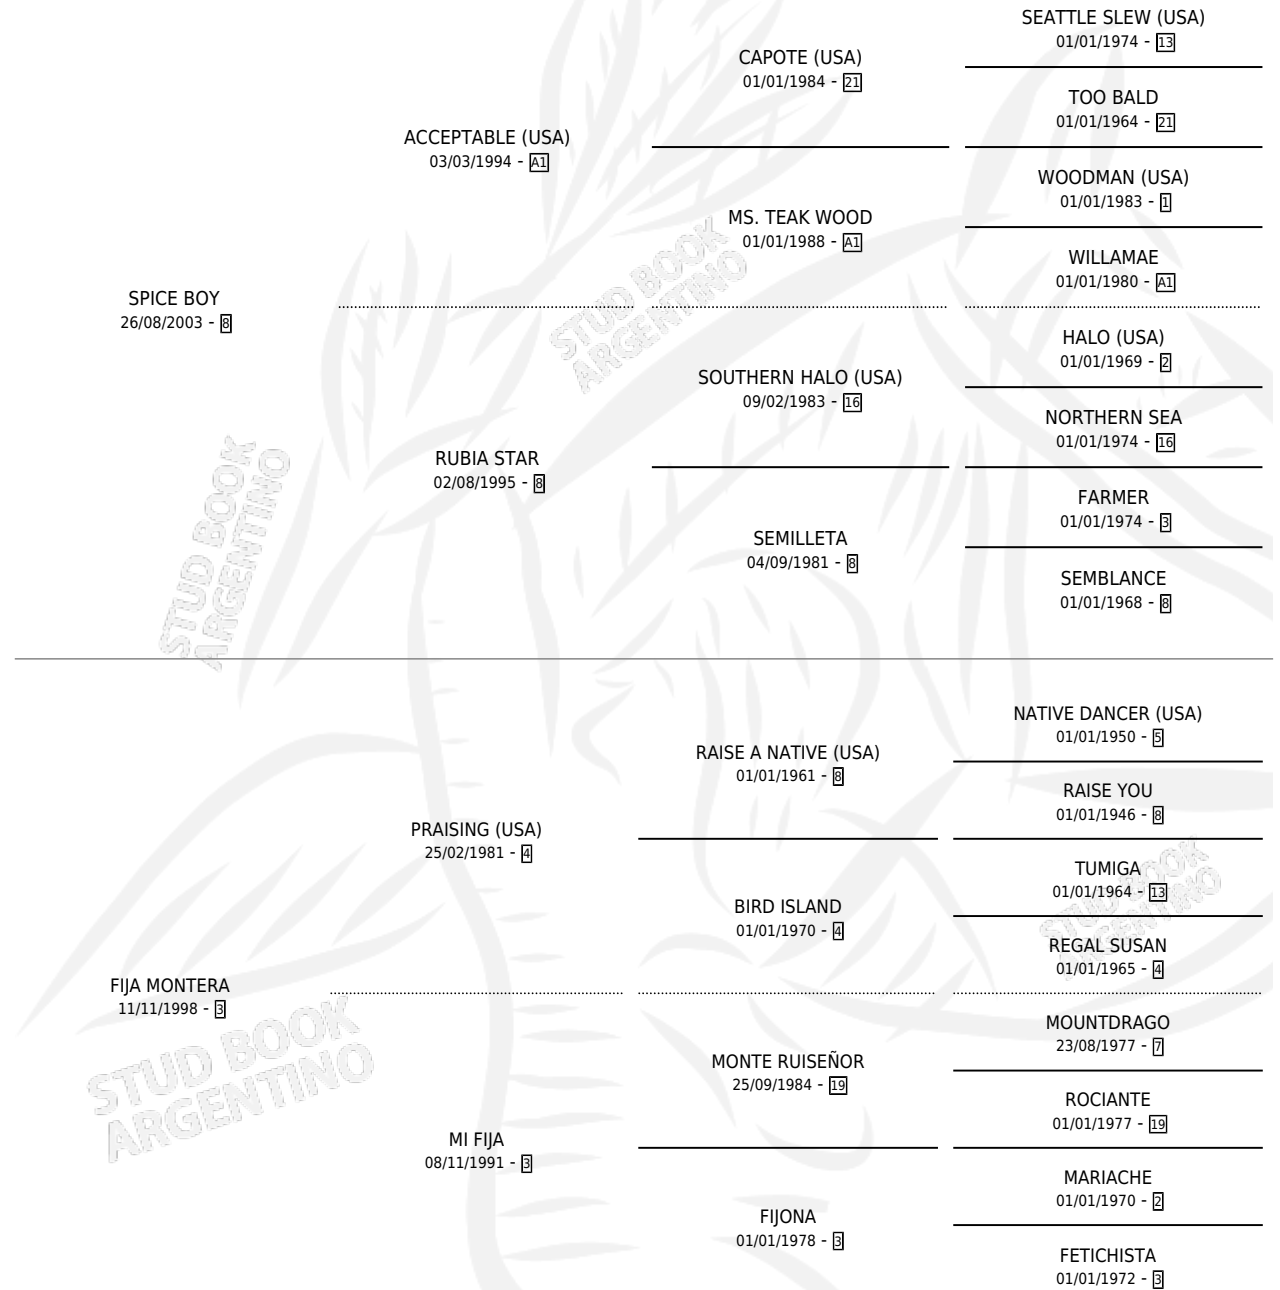 SEATTLE SLEW (USA)
01/01/1974 - 13
CAPOTE (USA)
01/01/1984 - 21
TOO BALD
01/01/1964 - 21
ACCEPTABLE (USA)
03/03/1994 - A1
WOODMAN (USA)
01/01/1983 - 1
MS. TEAK WOOD
01/01/1988 - A1
WILLAMAE
01/01/1980 - A1
SPICE BOY
26/08/2003 - 8
HALO (USA)
01/01/1969 - 2
SOUTHERN HALO (USA)
09/02/1983 - 16
NORTHERN SEA
01/01/1974 - 16
RUBIA STAR
02/08/1995 - 8
FARMER
01/01/1974 - 3
SEMILLETA
04/09/1981 - 8
SEMBLANCE
01/01/1968 - 8
NATIVE DANCER (USA)
01/01/1950 - 5
RAISE A NATIVE (USA)
01/01/1961 - 8
RAISE YOU
01/01/1946 - 8
PRAISING (USA)
25/02/1981 - 4
TUMIGA
01/01/1964 - 13
BIRD ISLAND
01/01/1970 - 4
REGAL SUSAN
01/01/1965 - 4
FIJA MONTERA
11/11/1998 - 3
MOUNTDRAGO
23/08/1977 - 7
MONTE RUISEÑOR
25/09/1984 - 19
ROCIANTE
01/01/1977 - 19
MI FIJA
08/11/1991 - 3
MARIACHE
01/01/1970 - 2
FIJONA
01/01/1978 - 3
FETICHISTA
01/01/1972 - 3
STUD BOOK
ARGENTINO
STUD BOOK
ARGENTINO
STUD BOOK
ARGENTINO
STUD BOOK
ARGENTINO